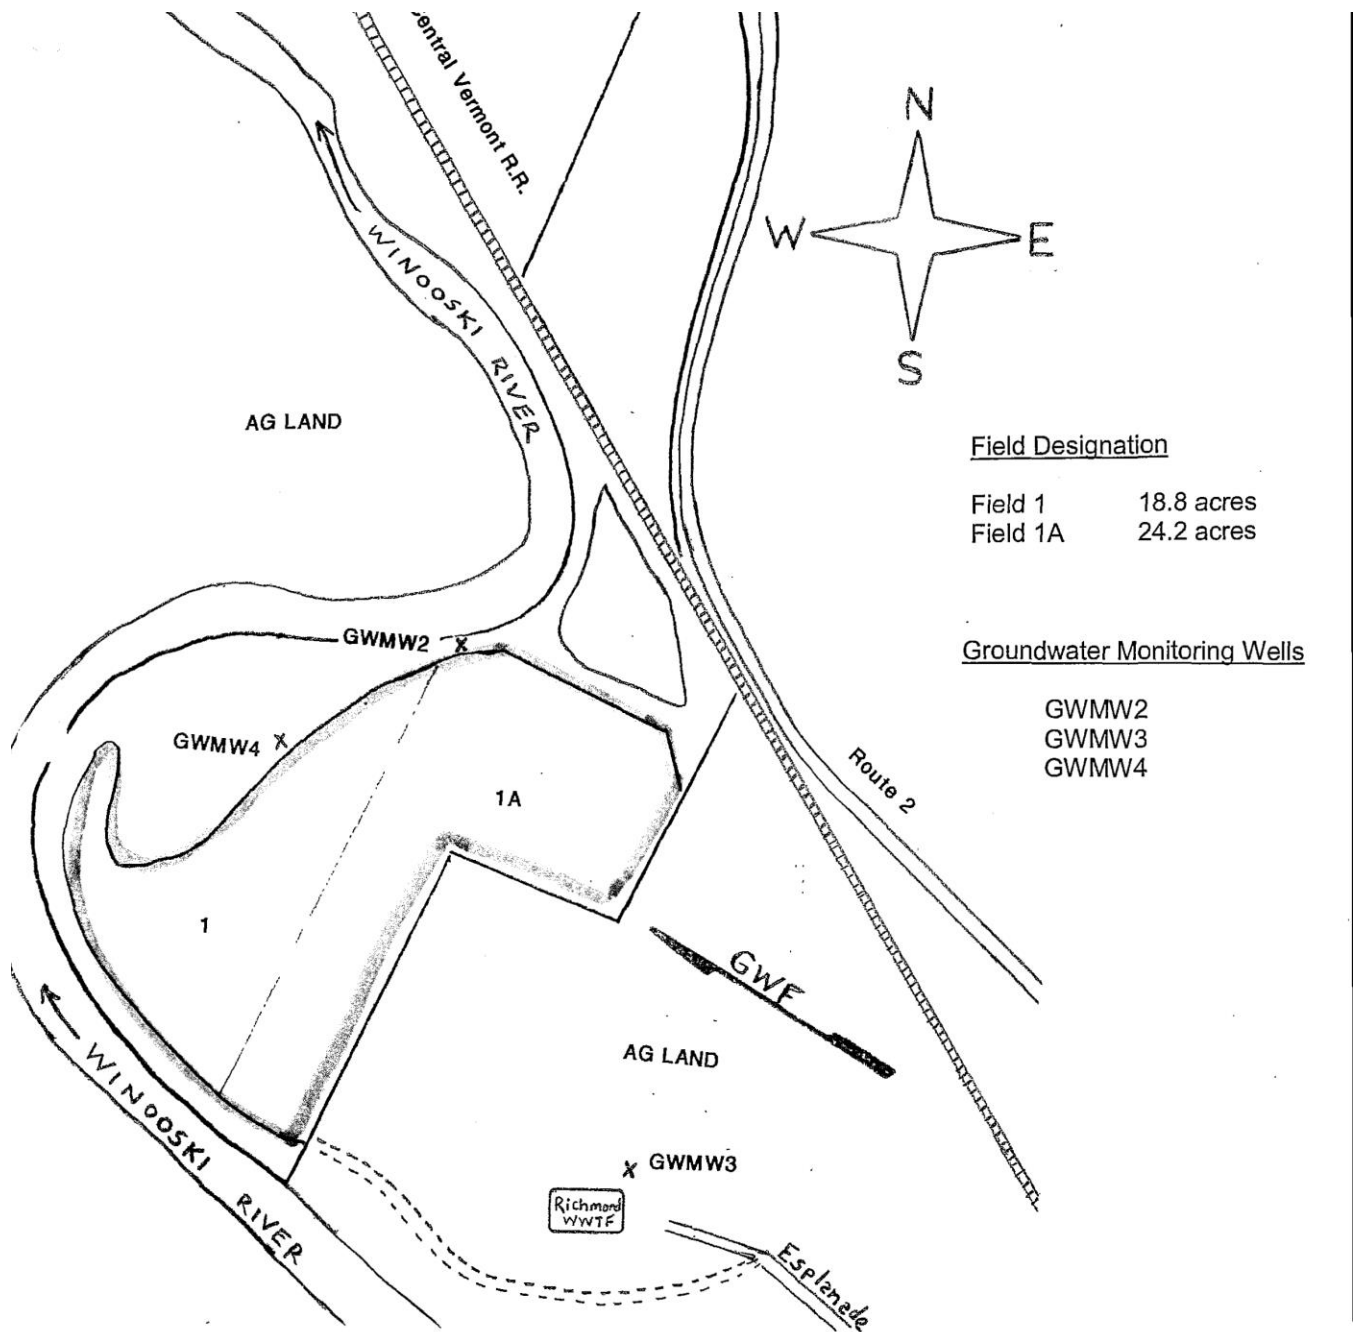 Central Vermont R.R.
N
W
E
S
WINOOSKI RIVER
AG LAND
Field Designation
Field 1 18.8 acres
Field 1A 24.2 acres
GWMW2
Groundwater Monitoring Wells
GWMW2
GWMW3
GWMW4
GWMW4
1A
Route 2
1
GWF
AG LAND
WINOOSKI RIVER
GWMW3
Richmond
WWTF
Esplanade